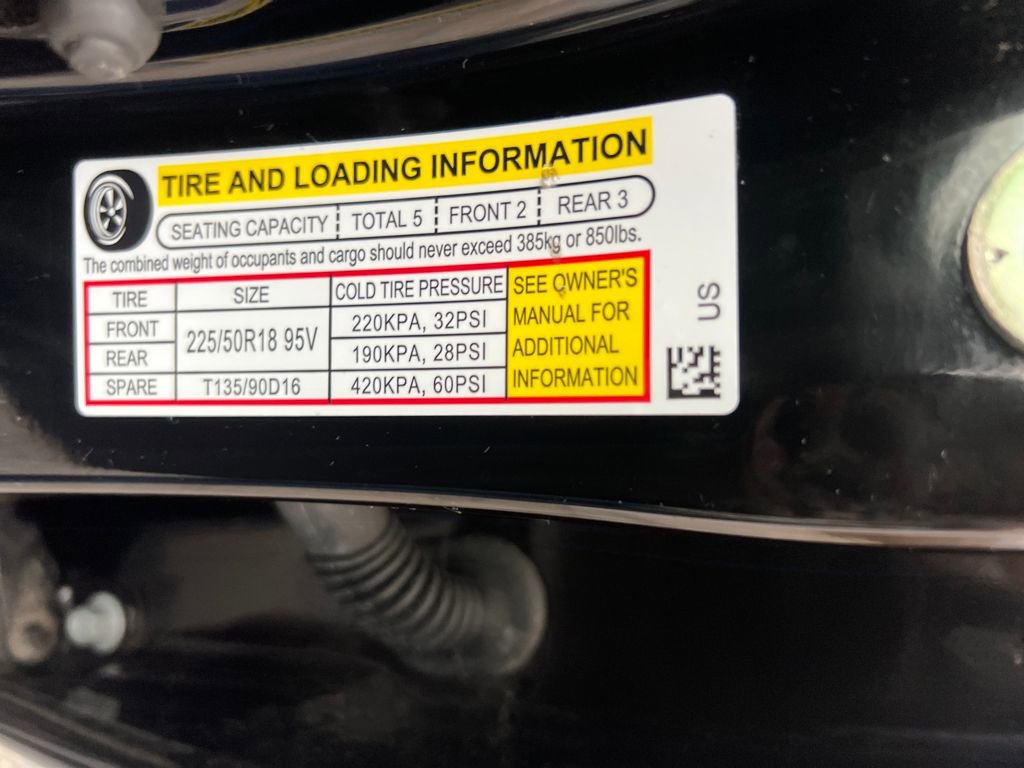 TIRE AND LOADING INFORMATION
SEATING CAPACITY TOTAL 5 FRONT 2 REAR 3
The combined weight of occupants and cargo should never exceed 385kg or 850lbs.
TIRE SIZE COLD TIRE PRESSURE
FRONT 225/50R18 95V 220KPA, 32PSI
REAR 190KPA, 28PSI
SPARE T135/90D16 420KPA, 60PSI
SEE OWNER'S
MANUAL FOR
ADDITIONAL
INFORMATION
US